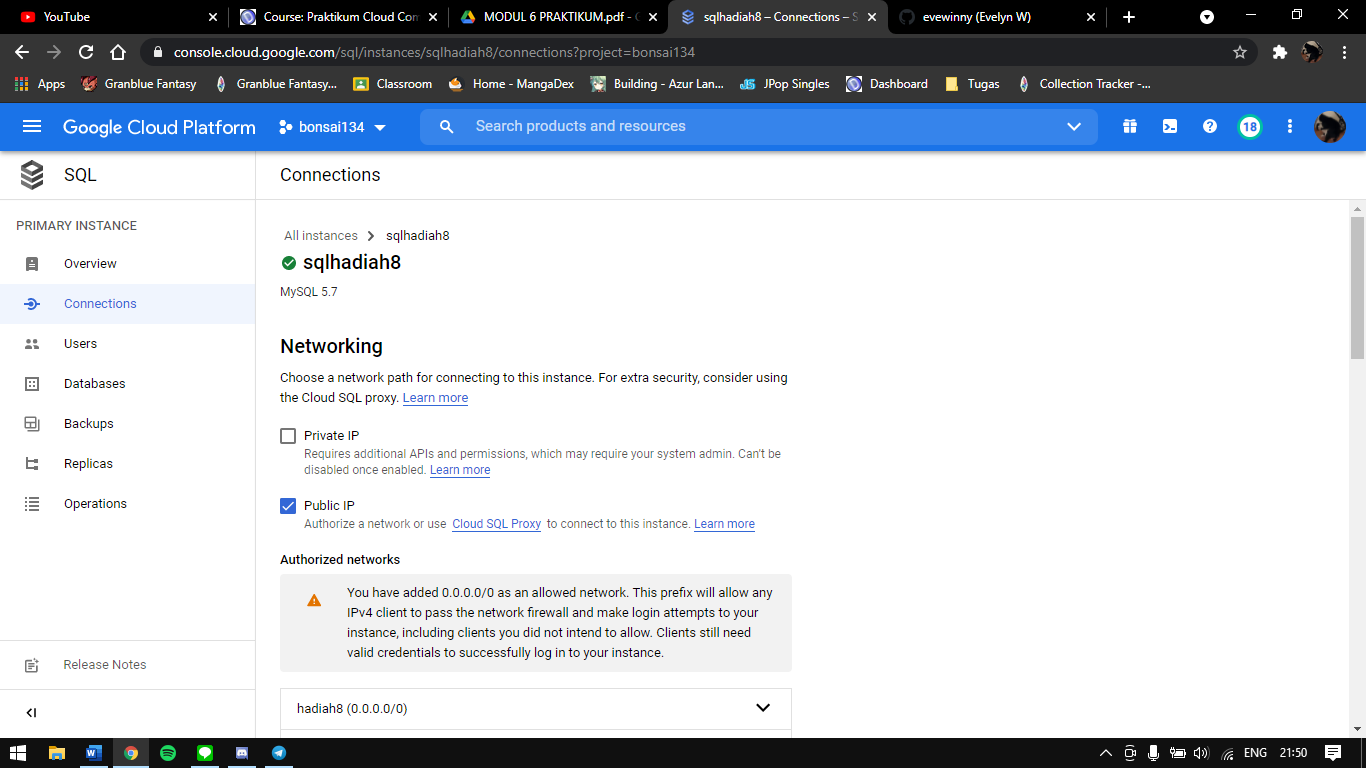 YouTube
Course: Praktikum Cloud Com
MODUL 6 PRAKTIKUM.pdf - G
sqlhadiah8 – Connections – S
evewinny (Evelyn W)
console.cloud.google.com/sql/instances/sqlhadiah8/connections?project=bonsai134
Apps
Granblue Fantasy
Granblue Fantasy...
Classroom
Home - MangaDex
Building - Azur Lan...
JPop Singles
Dashboard
Tugas
Collection Tracker -...
Google Cloud Platform
bonsai134
Search products and resources
18
SQL
Connections
PRIMARY INSTANCE
Overview
Connections
Users
Databases
Backups
Replicas
Operations
Release Notes
All instances
sqlhadiah8
sqlhadiah8
MySQL 5.7
Networking
Choose a network path for connecting to this instance. For extra security, consider using
the Cloud SQL proxy. Learn more
Private IP
Requires additional APIs and permissions, which may require your system admin. Can't be
disabled once enabled. Learn more
Public IP
Authorize a network or use Cloud SQL Proxy to connect to this instance. Learn more
Authorized networks
You have added 0.0.0.0/0 as an allowed network. This prefix will allow any
IPv4 client to pass the network firewall and make login attempts to your
instance, including clients you did not intend to allow. Clients still need
valid credentials to successfully log in to your instance.
hadiah8 (0.0.0.0/0)
ENG
21:50